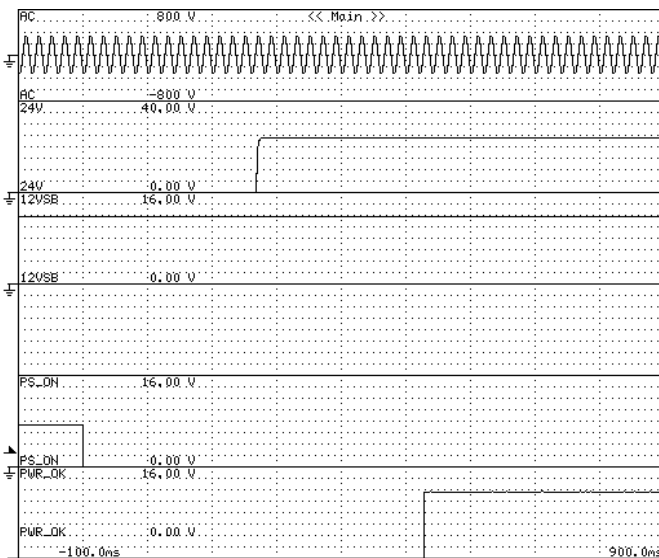 AC 800 V << Main >>
AC -800 V
24V 40.00 V
24V 0.00 V
12VSB 16.00 V
12VSB 0.00 V
PS_ON 16.00 V
PS_ON 0.00 V
PWR_OK 16.00 V
PWR_OK 0.00 V
-100.0ms 900.0ms